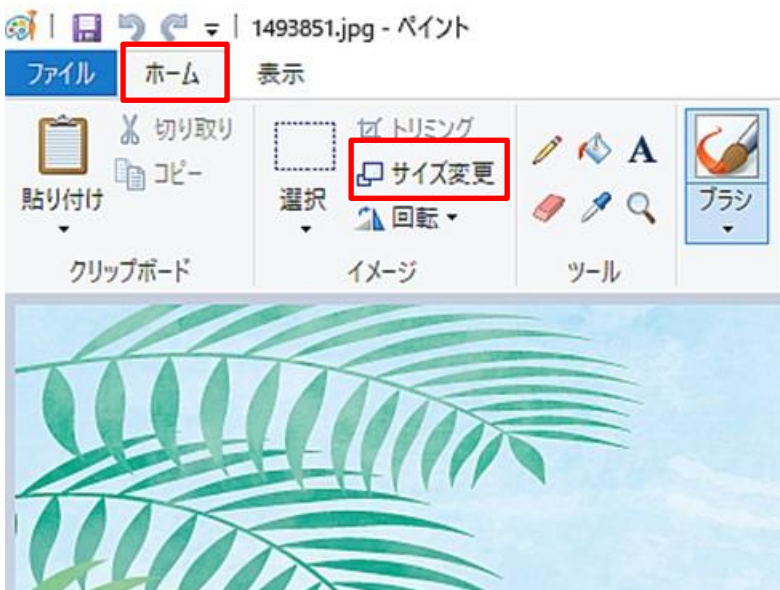 1493851.jpg - ペイント
ファイル ホーム 表示
貼り付け
切り取り
コピー
クリップボード
選択
トリミング
サイズ変更
回転
イメージ
A
ツール
ブラシ